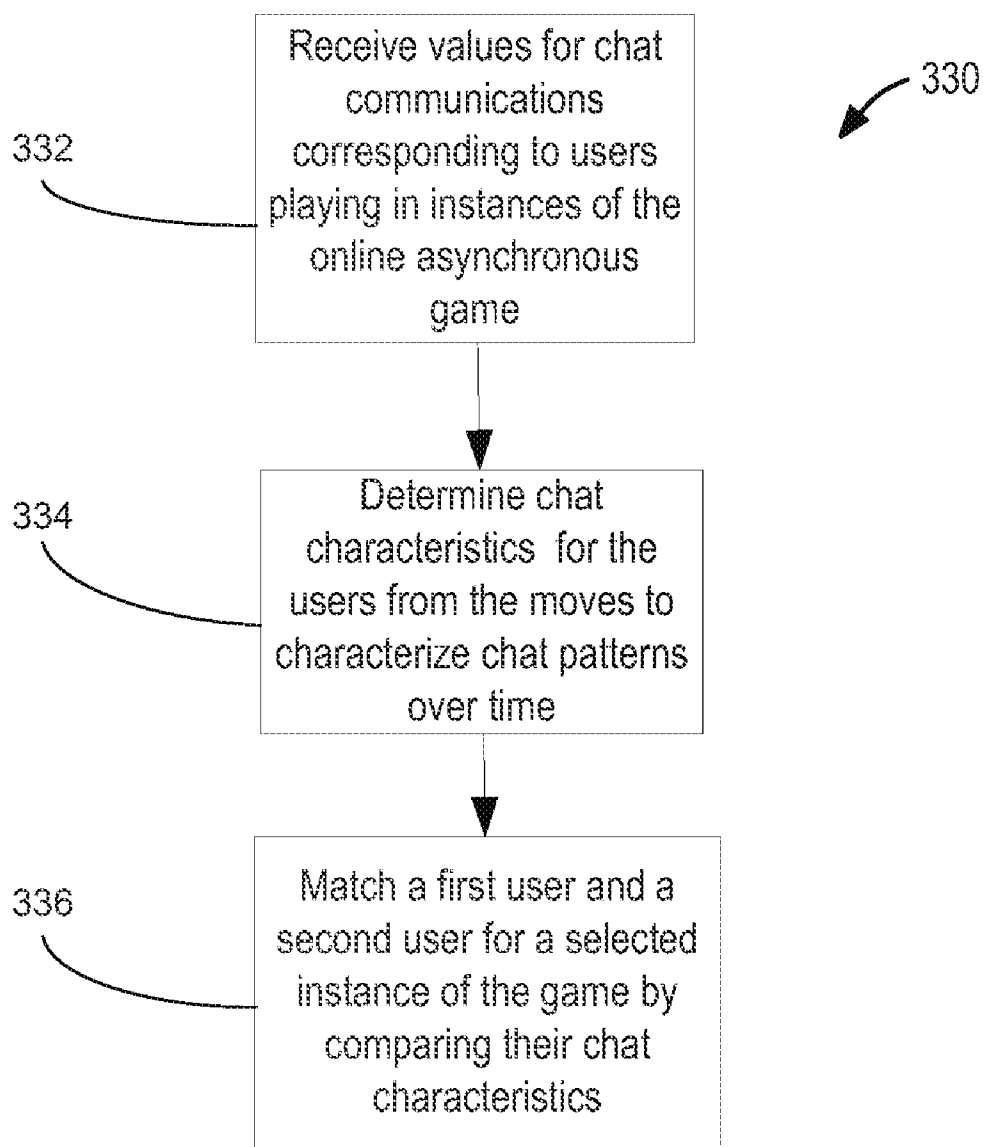 Receive values for chat
communications
corresponding to users
playing in instances of the
online asynchronous
game
330
332
Determine chat
characteristics for the
users from the moves to
characterize chat patterns
over time
334
Match a first user and a
second user for a selected
instance of the game by
comparing their chat
characteristics
336